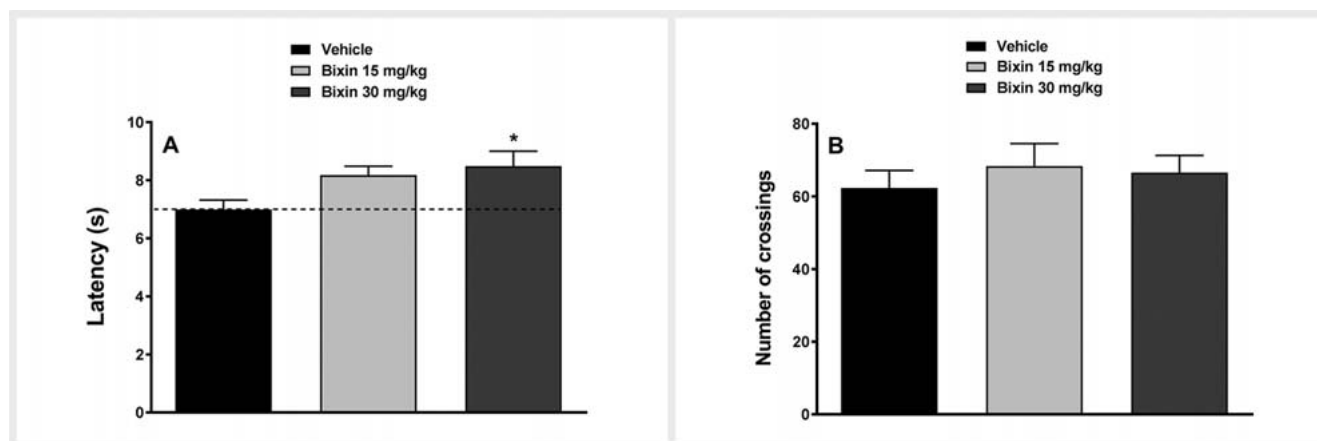 Vehicle
Bixin 15 mg/kg
Bixin 30 mg/kg
A
*
Latency (s)
10
8
6
4
2
0
Vehicle
Bixin 15 mg/kg
Bixin 30 mg/kg
B
Number of crossings
80
60
40
20
0